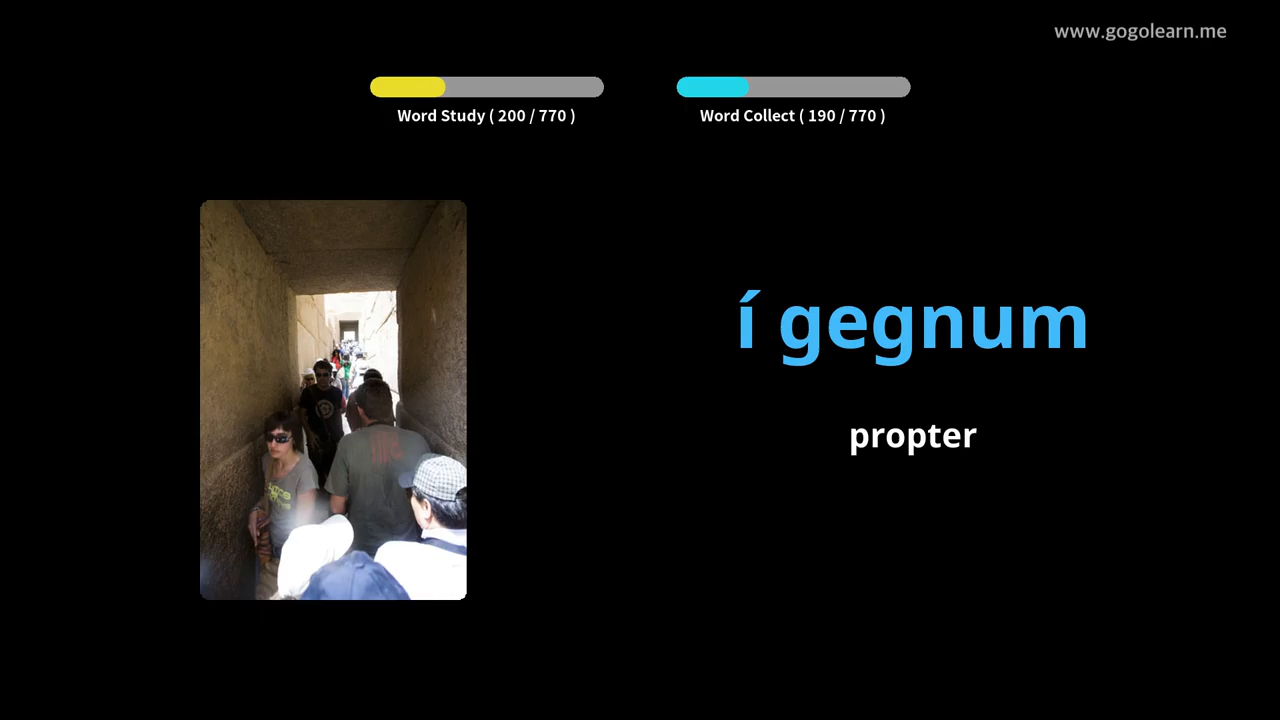 www.gogolearn.me
Word Study ( 200 / 770 )
Word Collect ( 190 / 770 )
í gegnum
propter